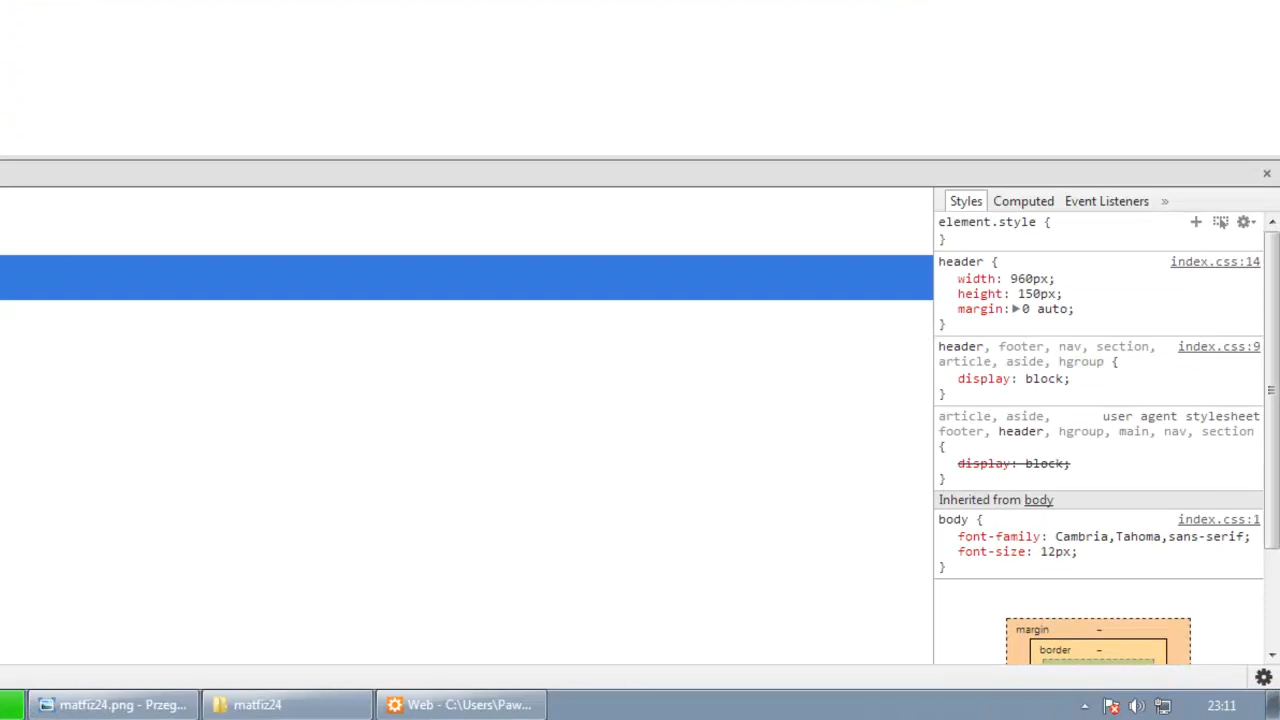 ×
Styles Computed Event Listeners »
element.style {
}
header { index.css:14
width: 960px;
height: 150px;
margin: 0 auto;
}
header, footer, nav, section, index.css:9
article, aside, hgroup {
display: block;
}
article, aside, user agent stylesheet
footer, header, hgroup, main, nav, section
{
display: block;
}
Inherited from body
body { index.css:1
font-family: Cambria,Tahoma,sans-serif;
font-size: 12px;
}
margin –
border –
matfiz24.png - Przeg... matfiz24 Web - C:\Users\Paw... 23:11